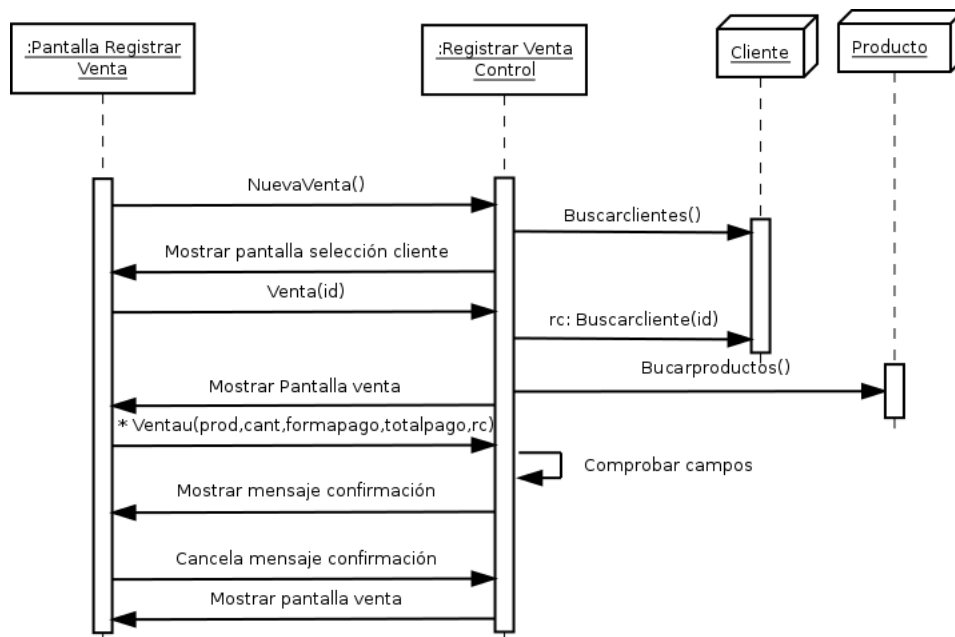 :Pantalla Registrar
Venta
:Registrar Venta
Control
Cliente
Producto
NuevaVenta()
Buscarclientes()
Mostrar pantalla selección cliente
Venta(id)
rc: Buscarcliente(id)
Bucarproductos()
Mostrar Pantalla venta
* Ventau(prod,cant,formapago,totalpago,rc)
Comprobar campos
Mostrar mensaje confirmación
Cancela mensaje confirmación
Mostrar pantalla venta